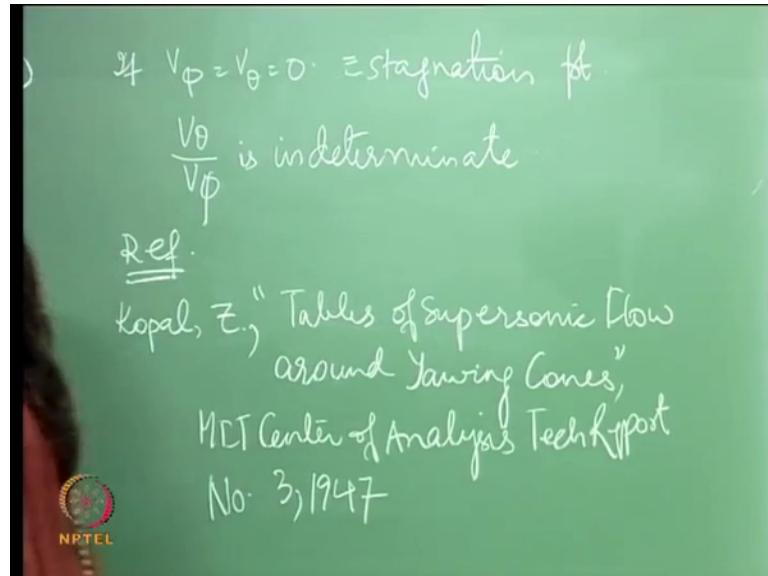 ) If Vφ = Vθ = 0. ≡ stagnation pt.
Vθ
Vφ is indeterminate
Ref.
Kopal, Z., " Tables of Supersonic Flow
around Yawing Cones,"
MIT Center of Analysis Tech Report
No. 3, 1947
NPTEL